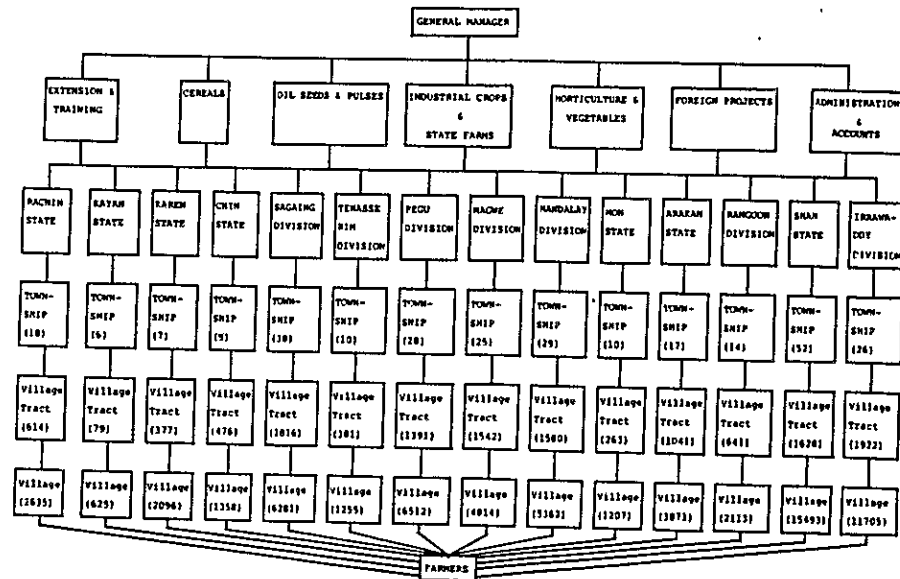 GENERAL MANAGER
EXTENSION &
TRAINING
CEREALS
OIL SEEDS & PULSES
INDUSTRIAL CROPS
&
STATE FARMS
HORTICULTURE &
VEGETABLES
FOREIGN PROJECTS
ADMINISTRATION
&
ACCOUNTS
KACHIN
STATE
KAYAH
STATE
KAREN
STATE
CHIN
STATE
SAGAING
DIVISION
TENASSE
RIM
DIVISION
PEGU
DIVISION
MAGWE
DIVISION
MANDALAY
DIVISION
MON
STATE
ARAKAN
STATE
RANGOON
DIVISION
SHAN
STATE
IRRAWA-
DDY
DIVISION
TOWN-
SHIP
(18)
TOWN-
SHIP
(6)
TOWN-
SHIP
(7)
TOWN-
SHIP
(9)
TOWN-
SHIP
(38)
TOWN-
SHIP
(10)
TOWN-
SHIP
(28)
TOWN-
SHIP
(25)
TOWN-
SHIP
(29)
TOWN-
SHIP
(10)
TOWN-
SHIP
(17)
TOWN-
SHIP
(14)
TOWN-
SHIP
(52)
TOWN-
SHIP
(26)
Village
Tract
(614)
Village
Tract
(79)
Village
Tract
(377)
Village
Tract
(476)
Village
Tract
(1816)
Village
Tract
(381)
Village
Tract
(1391)
Village
Tract
(1542)
Village
Tract
(1580)
Village
Tract
(263)
Village
Tract
(1041)
Village
Tract
(641)
Village
Tract
(1628)
Village
Tract
(1922)
Village
(2635)
Village
(625)
Village
(2096)
Village
(1358)
Village
Village
(1255)
Village
(6512)
Village
(4814)
Village
Village
(1207)
Village
(3871)
Village
(2113)
Village
(15493)
Village
(11705)
FARMERS